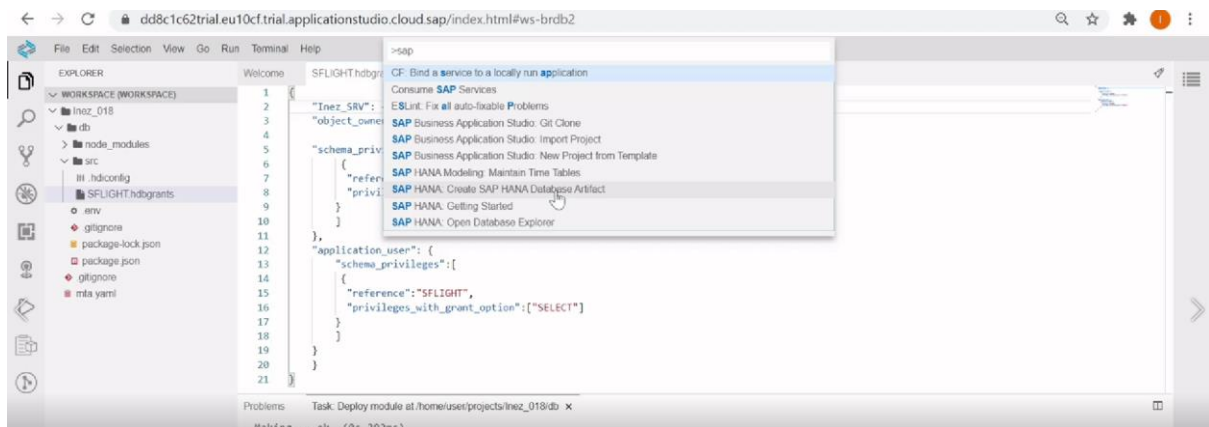 dd8c1c62trial.eu10cf.trial.applicationstudio.cloud.sap/index.html#ws-brdb2
File Edit Selection View Go Run Terminal Help
>sap
EXPLORER
Welcome SFLIGHT.hdbgra
CF: Bind a service to a locally run application
Consume SAP Services
ESLint: Fix all auto-fixable Problems
SAP Business Application Studio: Git Clone
SAP Business Application Studio: Import Project
SAP Business Application Studio: New Project from Template
SAP HANA Modeling: Maintain Time Tables
SAP HANA: Create SAP HANA Database Artifact
SAP HANA: Getting Started
SAP HANA: Open Database Explorer
WORKSPACE (WORKSPACE)
Inez_018
db
node_modules
src
.hdiconfig
SFLIGHT.hdbgrants
.env
.gitignore
package-lock.json
package.json
.gitignore
mta.yaml
1 {
2 "Inez_SRV": {
3 "object_owne
4
5 "schema_priv
6 {
7 "refer
8 "privi
9 }
10 ]
11 },
12 "application_user": {
13 "schema_privileges":[
14 {
15 "reference":"SFLIGHT",
16 "privileges_with_grant_option":["SELECT"]
17 }
18 ]
19 }
20 }
21 }
Problems Task: Deploy module at /home/user/projects/Inez_018/db ×